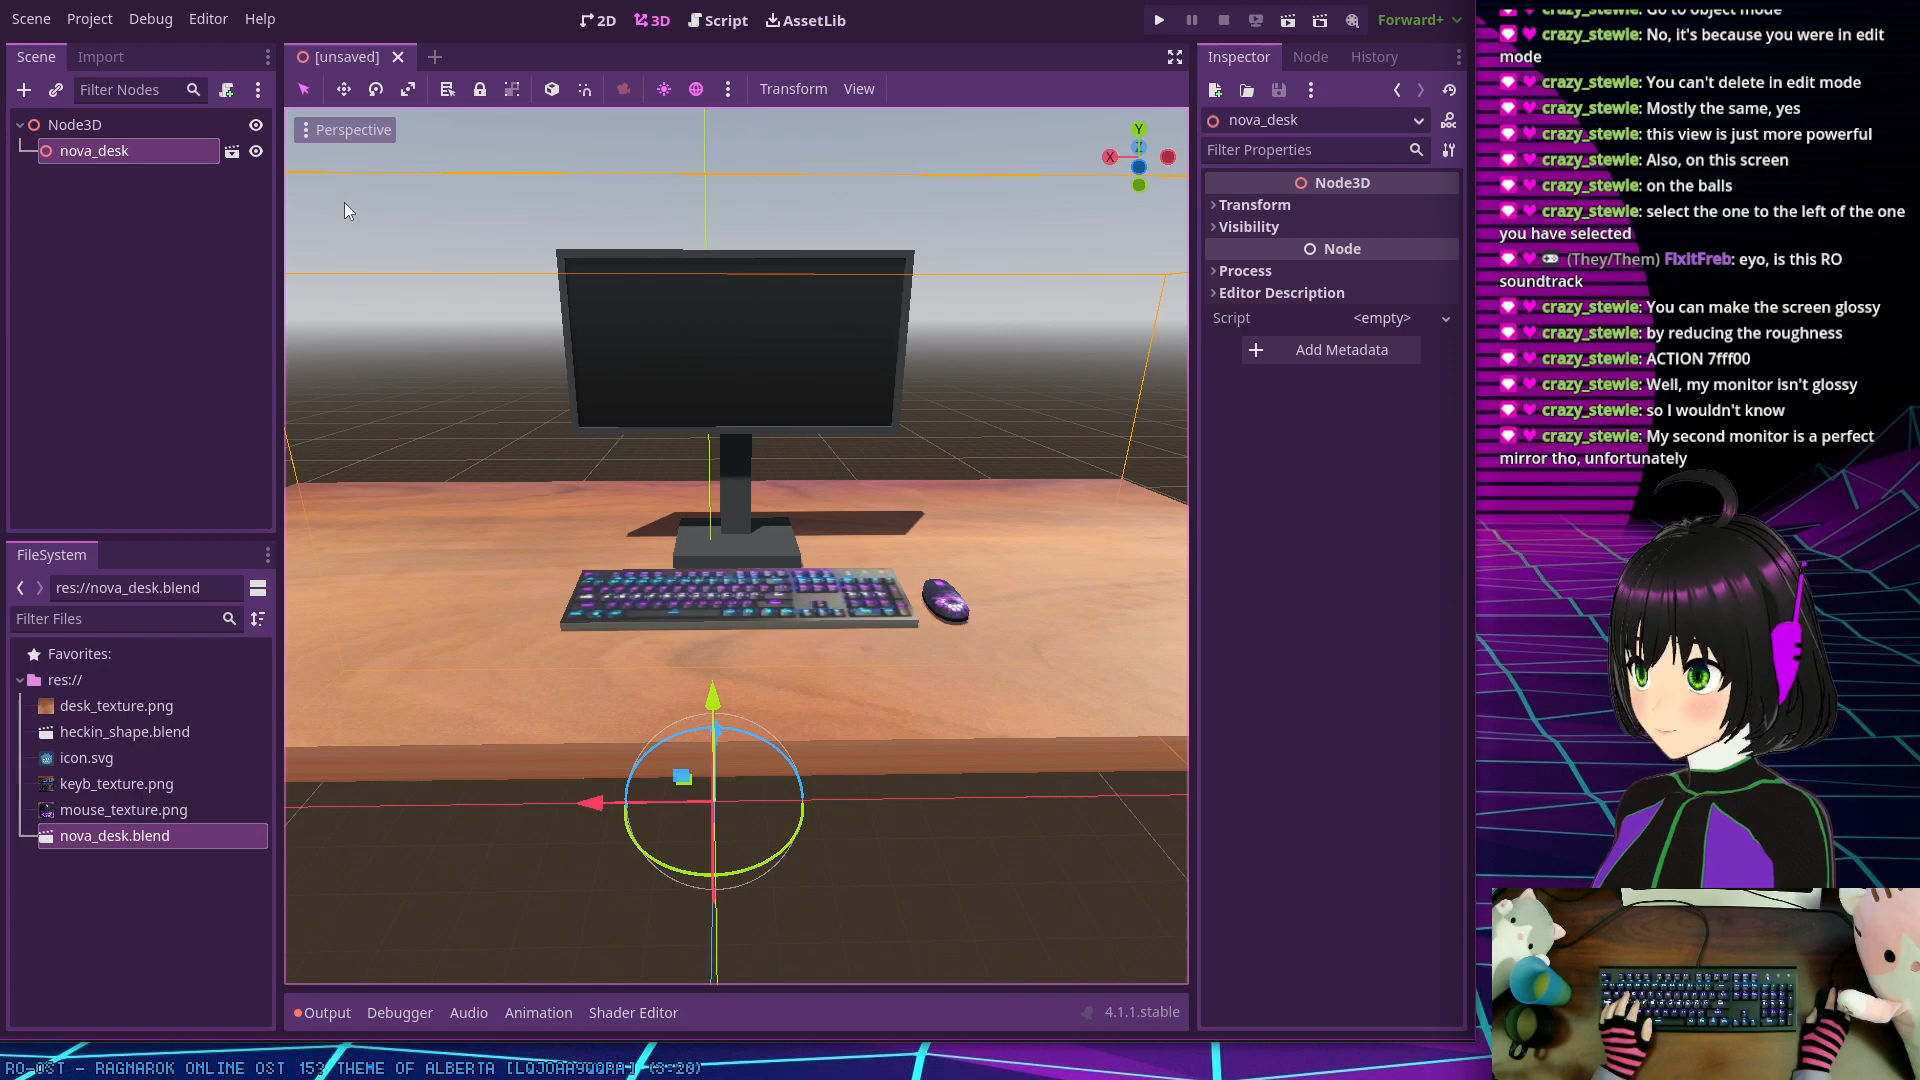 Scene Project Debug Editor Help
2D 3D Script AssetLib
Forward+
Scene Import
Filter Nodes
Node3D
nova_desk
FileSystem
res://nova_desk.blend
Filter Files
Favorites:
res://
desk_texture.png
heckin_shape.blend
icon.svg
keyb_texture.png
mouse_texture.png
nova_desk.blend
[unsaved]
Transform View
Perspective
Y
X
Z
Output Debugger Audio Animation Shader Editor
4.1.1.stable
Inspector Node History
nova_desk
DOC
Filter Properties
Node3D
Transform
Visibility
Node
Process
Editor Description
Script <empty>
Add Metadata
crazy_stewie: Go to object mode
crazy_stewie: No, it's because you were in edit
mode
crazy_stewie: You can't delete in edit mode
crazy_stewie: Mostly the same, yes
crazy_stewie: this view is just more powerful
crazy_stewie: Also, on this screen
crazy_stewie: on the balls
crazy_stewie: select the one to the left of the one
you have selected
(They/Them) FixItFreb: eyo, is this RO
soundtrack
crazy_stewie: You can make the screen glossy
crazy_stewie: by reducing the roughness
crazy_stewie: ACTION 7fff00
crazy_stewie: Well, my monitor isn't glossy
crazy_stewie: so I wouldn't know
crazy_stewie: My second monitor is a perfect
mirror tho, unfortunately
RO-OST - RAGNAROK ONLINE OST 153 THEME OF ALBERTA